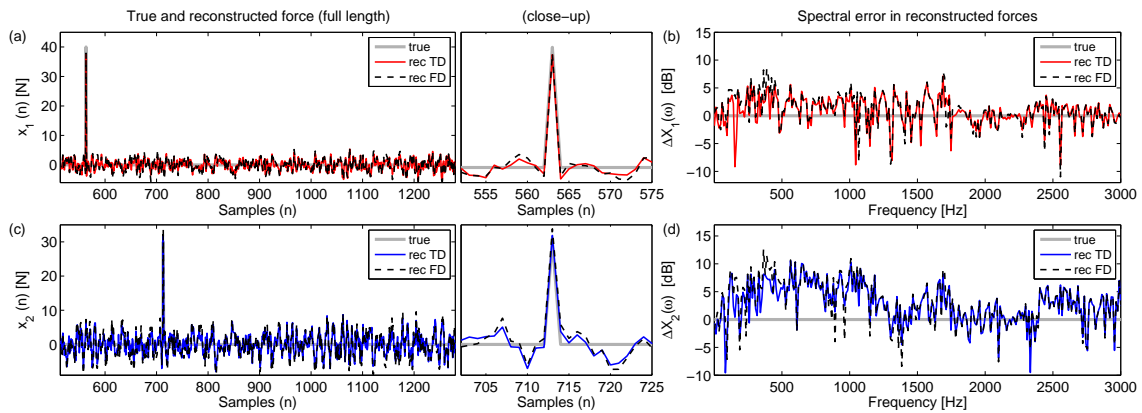 True and reconstructed force (full length)
(close−up)
Spectral error in reconstructed forces
(a)
x1 (n) [N]
40
30
20
10
0
true
rec TD
rec FD
600 700 800 900 1000 1100 1200
Samples (n)
555 560 565 570 575
Samples (n)
(b)
ΔX1(ω) [dB]
15
10
5
0
−5
−10
true
rec TD
rec FD
500 1000 1500 2000 2500 3000
Frequency [Hz]
(c)
x2 (n) [N]
30
20
10
0
true
rec TD
rec FD
600 700 800 900 1000 1100 1200
Samples (n)
705 710 715 720 725
Samples (n)
(d)
ΔX2(ω) [dB]
15
10
5
0
−5
−10
true
rec TD
rec FD
500 1000 1500 2000 2500 3000
Frequency [Hz]